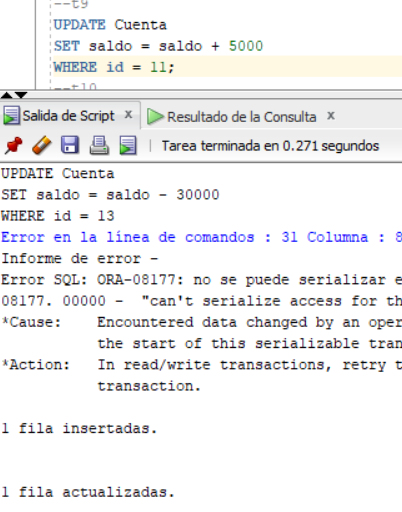 --t9
UPDATE Cuenta
SET saldo = saldo + 5000
WHERE id = 11;
--t10
Salida de Script x Resultado de la Consulta x
Tarea terminada en 0.271 segundos
UPDATE Cuenta
SET saldo = saldo - 30000
WHERE id = 13
Error en la línea de comandos : 31 Columna : 8
Informe de error -
Error SQL: ORA-08177: no se puede serializar e
08177. 00000 - "can't serialize access for th
*Cause: Encountered data changed by an oper
the start of this serializable tran
*Action: In read/write transactions, retry t
transaction.
1 fila insertadas.
1 fila actualizadas.